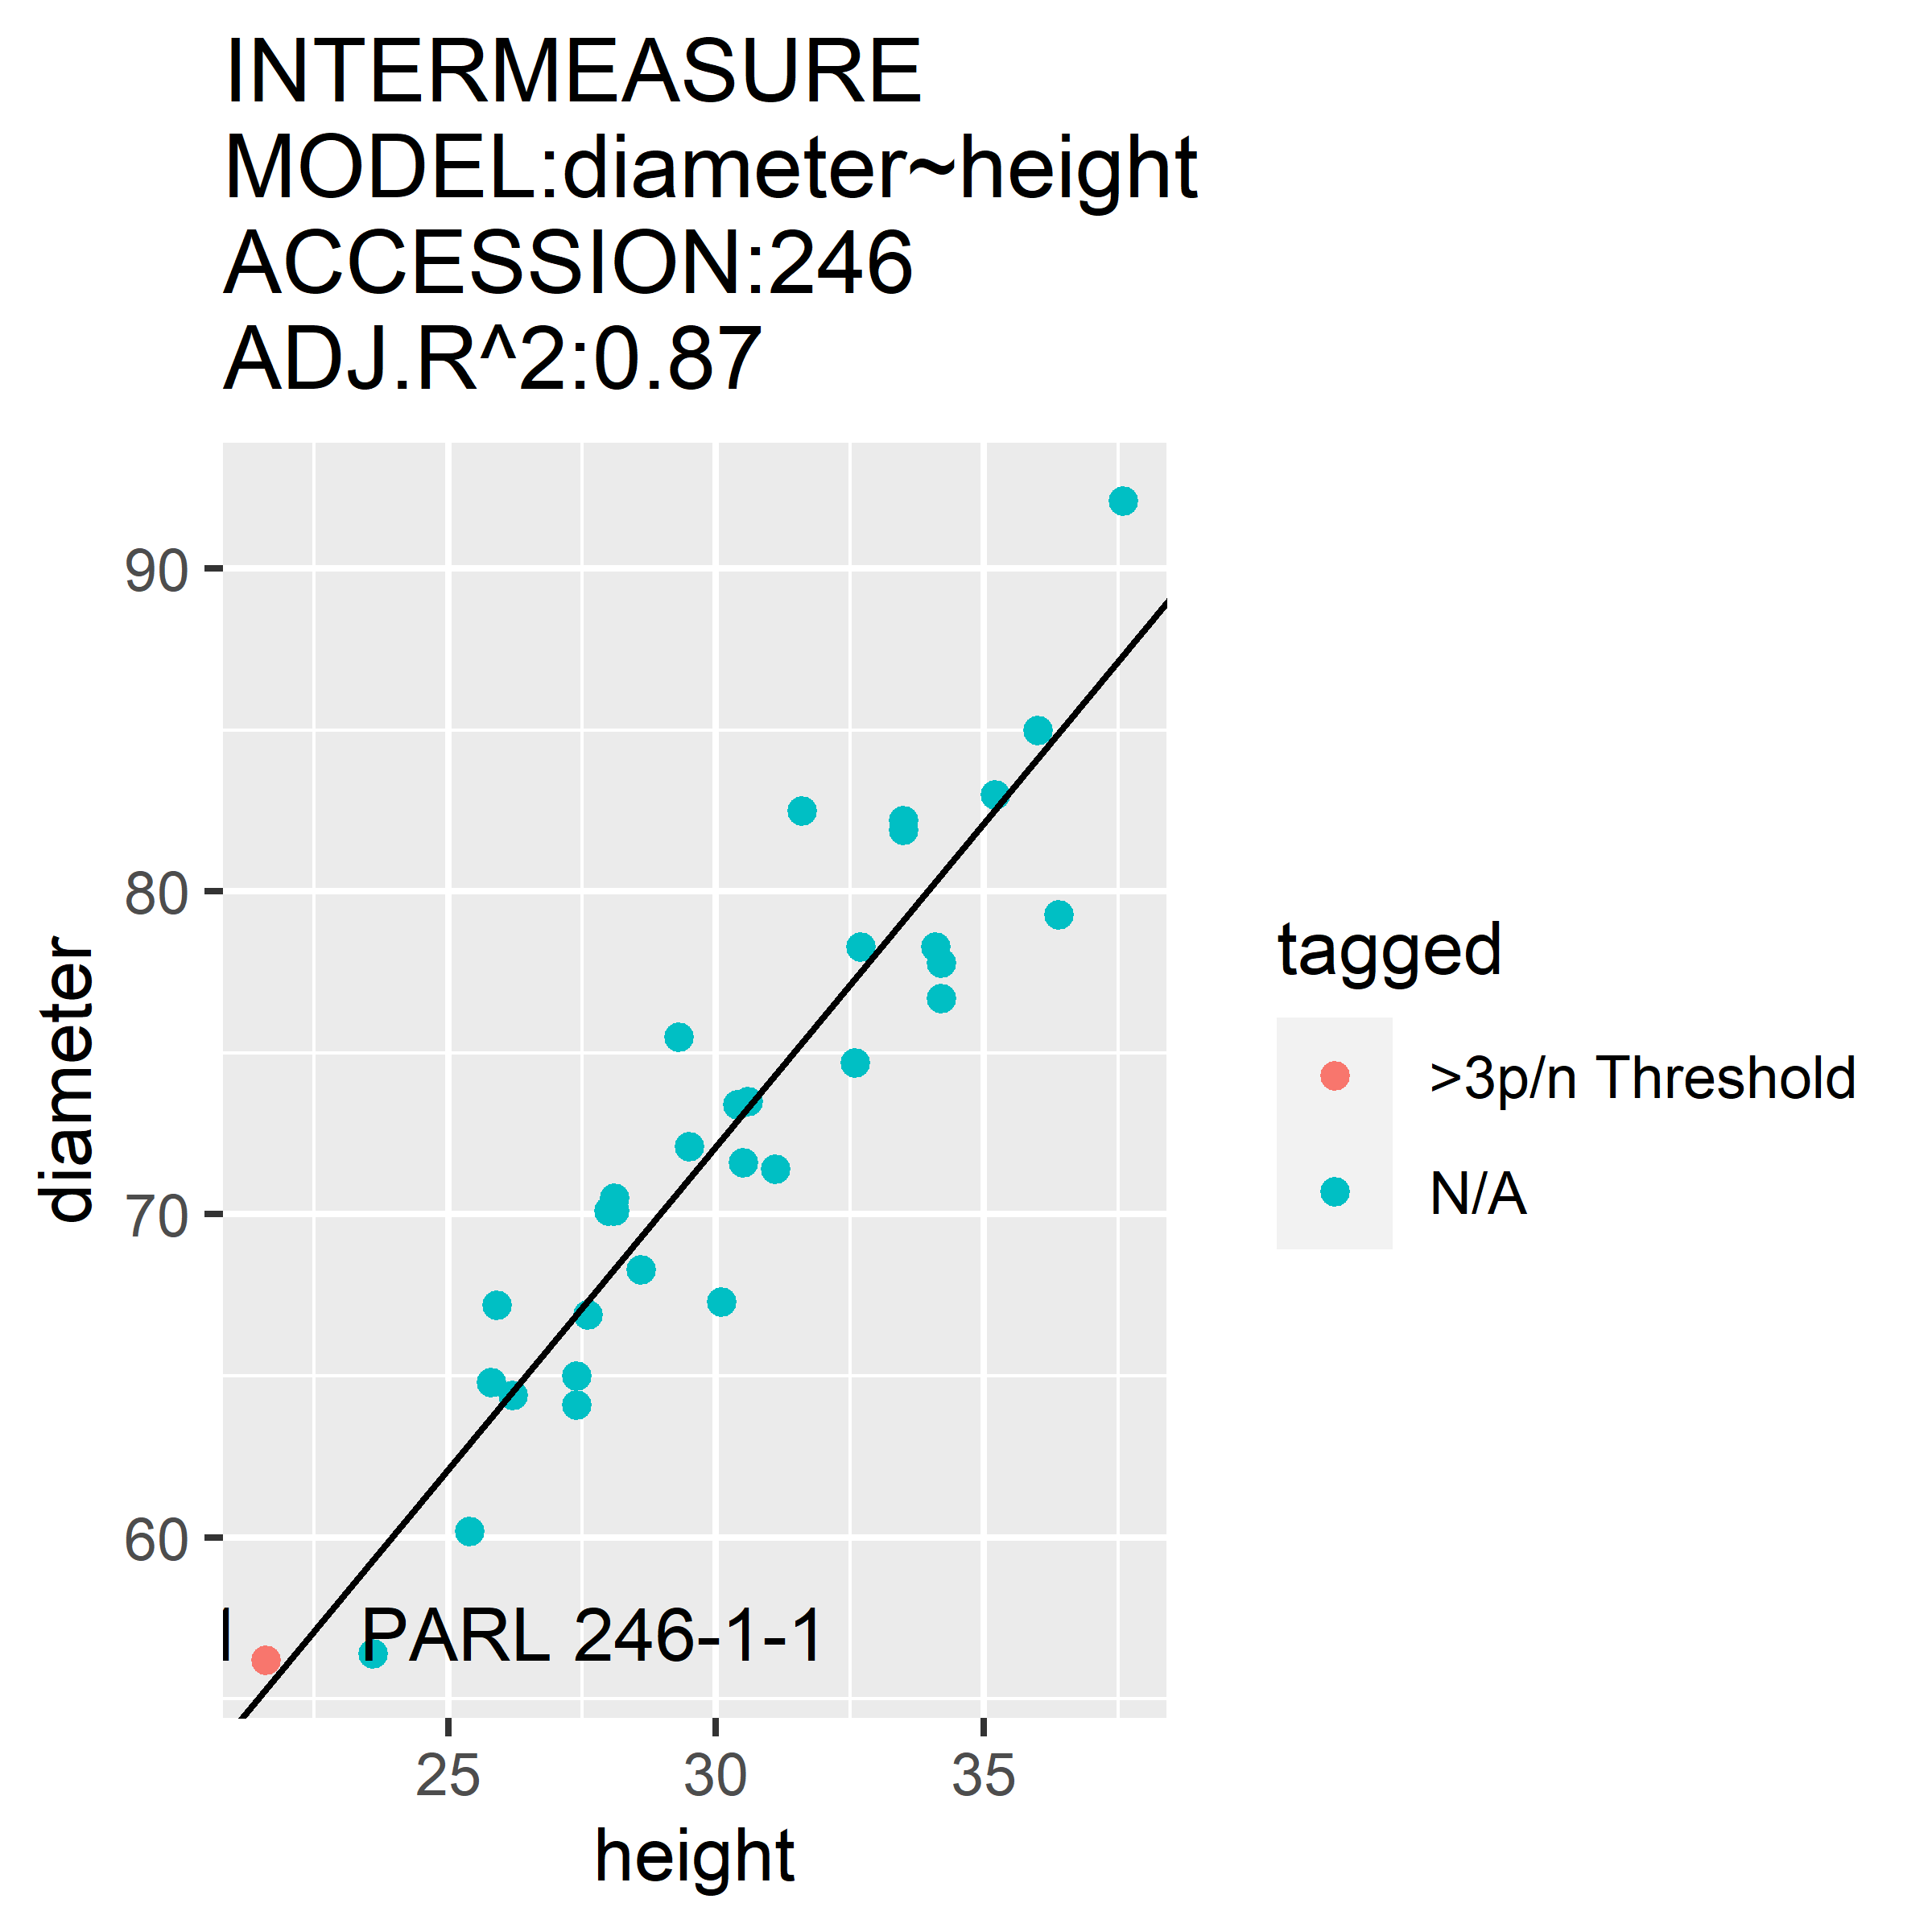 INTERMEASURE
MODEL:diameter~height
ACCESSION:246
ADJ.R^2:0.87
90
80
70
60
diameter
PARL 246-1-1
25 30 35
height
tagged
>3p/n Threshold
N/A